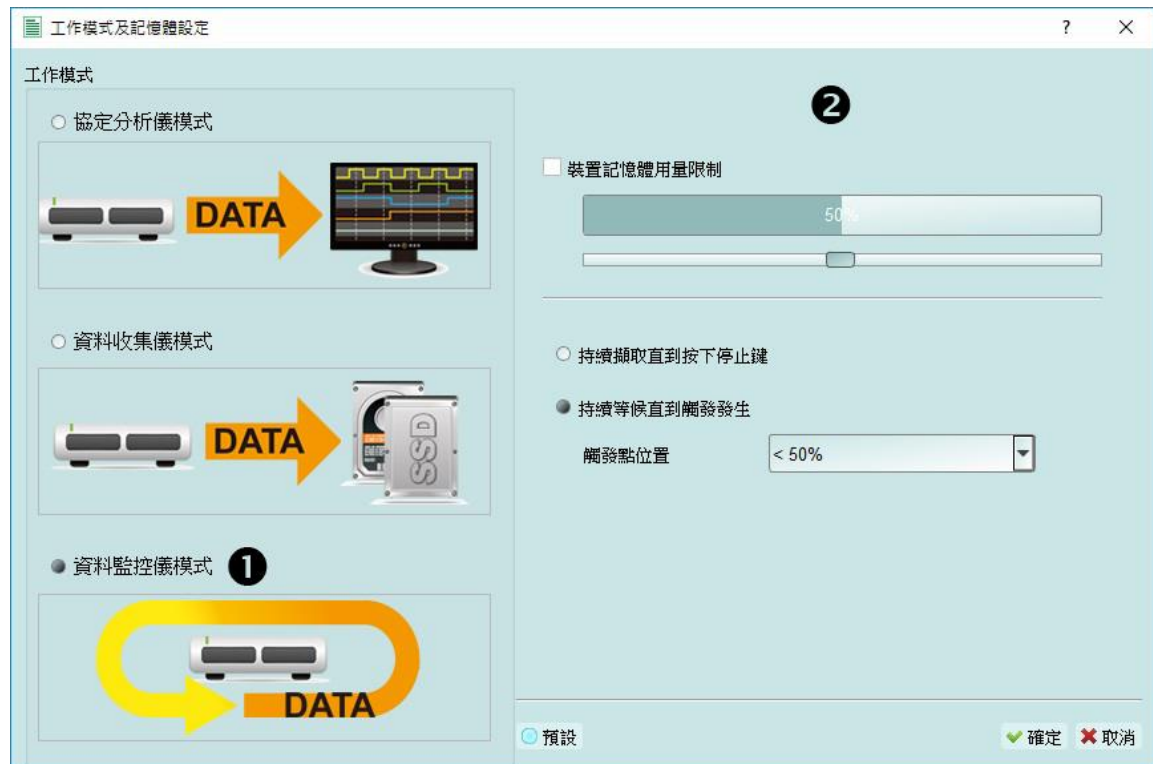 工作模式及記憶體設定
?
工作模式
協定分析儀模式
DATA
資料收集儀模式
DATA
SSD
資料監控儀模式 ❶
DATA
❷
裝置記憶體用量限制
50%
持續擷取直到按下停止鍵
持續等候直到觸發發生
觸發點位置 < 50%
預設 確定 取消